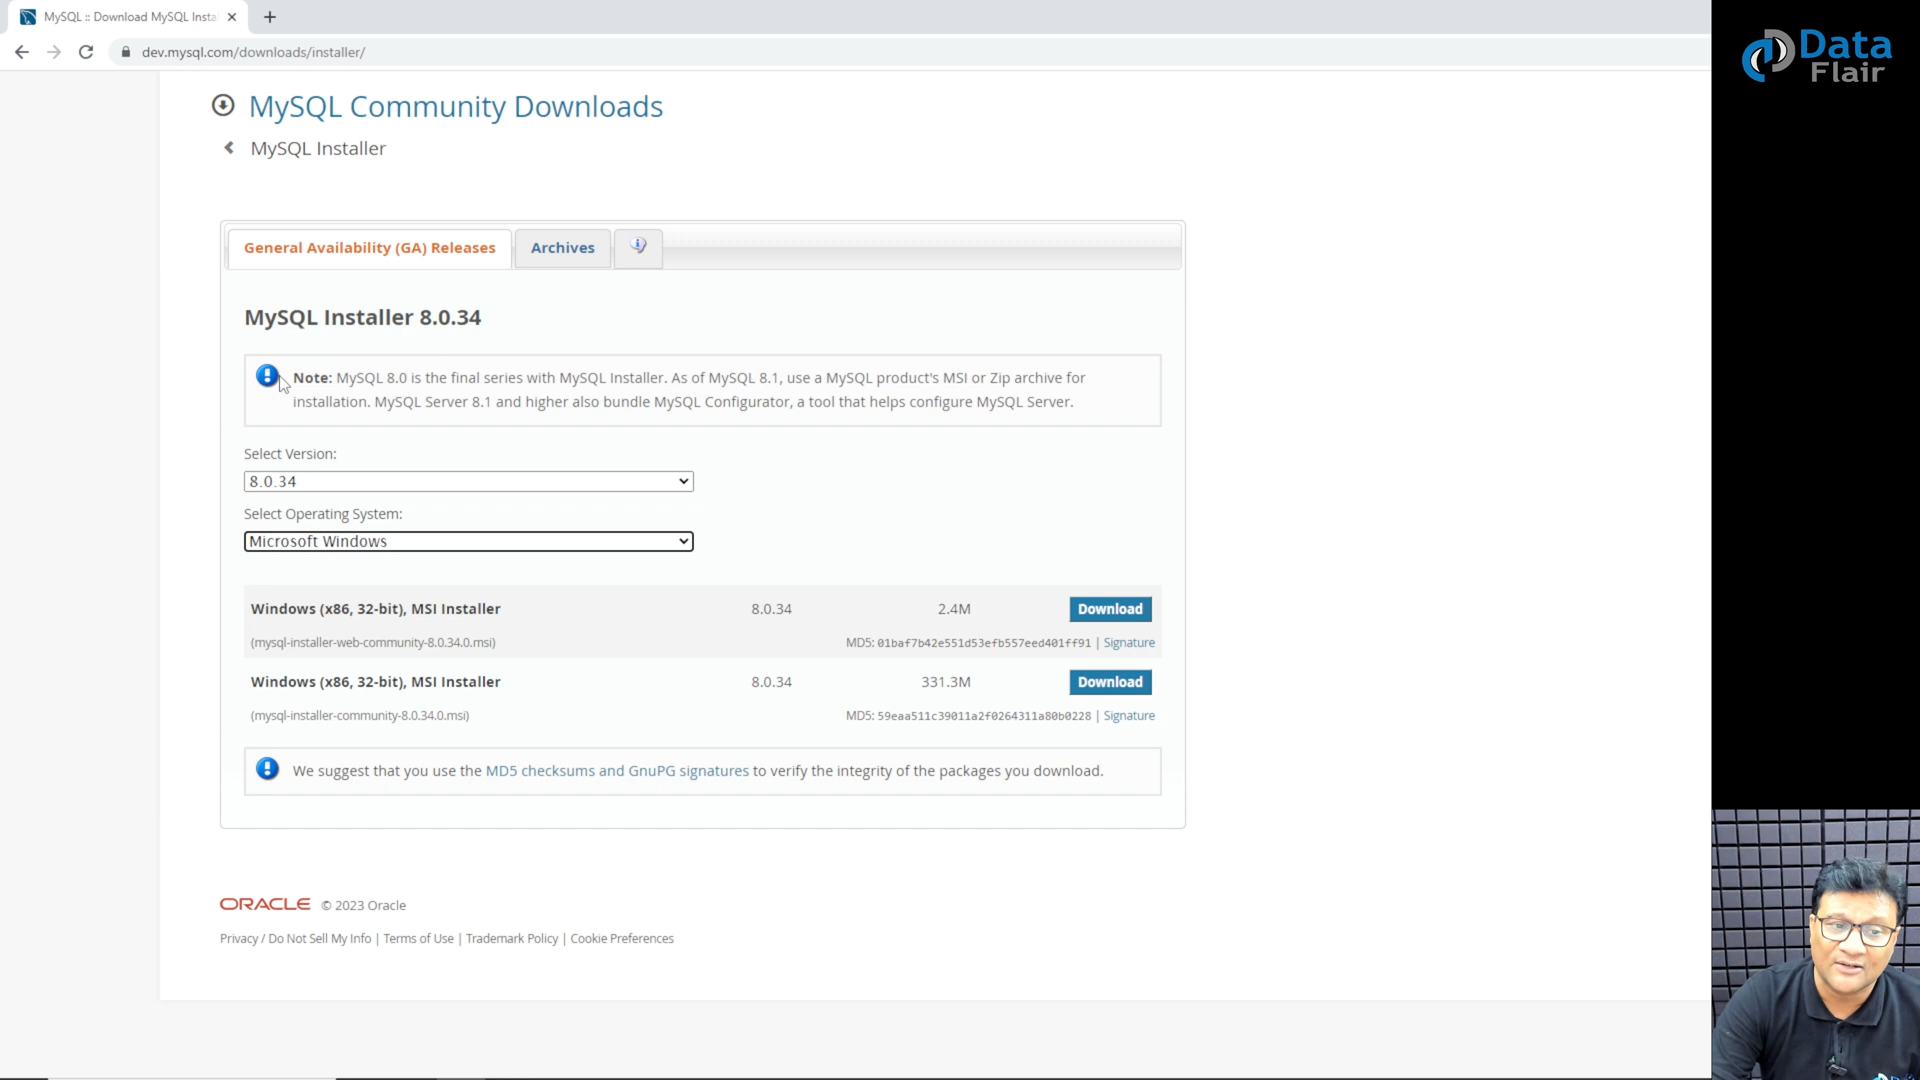 MySQL :: Download MySQL Insta
dev.mysql.com/downloads/installer/
Data
Flair
MySQL Community Downloads
MySQL Installer
General Availability (GA) Releases
Archives
MySQL Installer 8.0.34
Note: MySQL 8.0 is the final series with MySQL Installer. As of MySQL 8.1, use a MySQL product's MSI or Zip archive for
installation. MySQL Server 8.1 and higher also bundle MySQL Configurator, a tool that helps configure MySQL Server.
Select Version:
8.0.34
Select Operating System:
Microsoft Windows
Windows (x86, 32-bit), MSI Installer 8.0.34 2.4M Download
(mysql-installer-web-community-8.0.34.0.msi) MD5: 01baf7b42e551d53efb557eed401ff91 | Signature
Windows (x86, 32-bit), MSI Installer 8.0.34 331.3M Download
(mysql-installer-community-8.0.34.0.msi) MD5: 59eaa511c39011a2f0264311a80b0228 | Signature
We suggest that you use the MD5 checksums and GnuPG signatures to verify the integrity of the packages you download.
ORACLE © 2023 Oracle
Privacy / Do Not Sell My Info | Terms of Use | Trademark Policy | Cookie Preferences